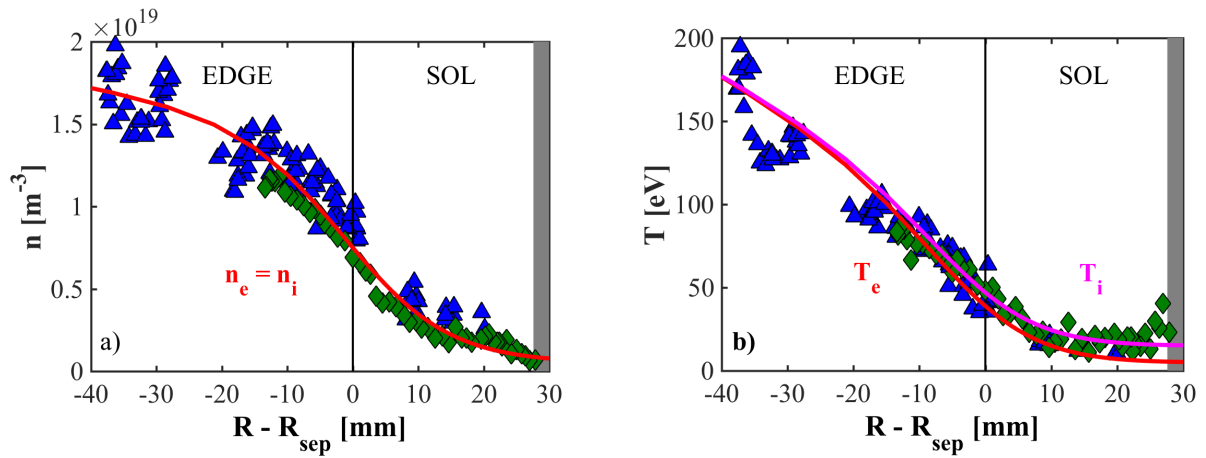 ×10^19
2
1.5
1
0.5
0
n [m^-3]
EDGE
SOL
n_e = n_i
a)
-40 -30 -20 -10 0 10 20 30
R - R_sep [mm]
200
150
100
50
0
T [eV]
EDGE
SOL
T_e
T_i
b)
-40 -30 -20 -10 0 10 20 30
R - R_sep [mm]